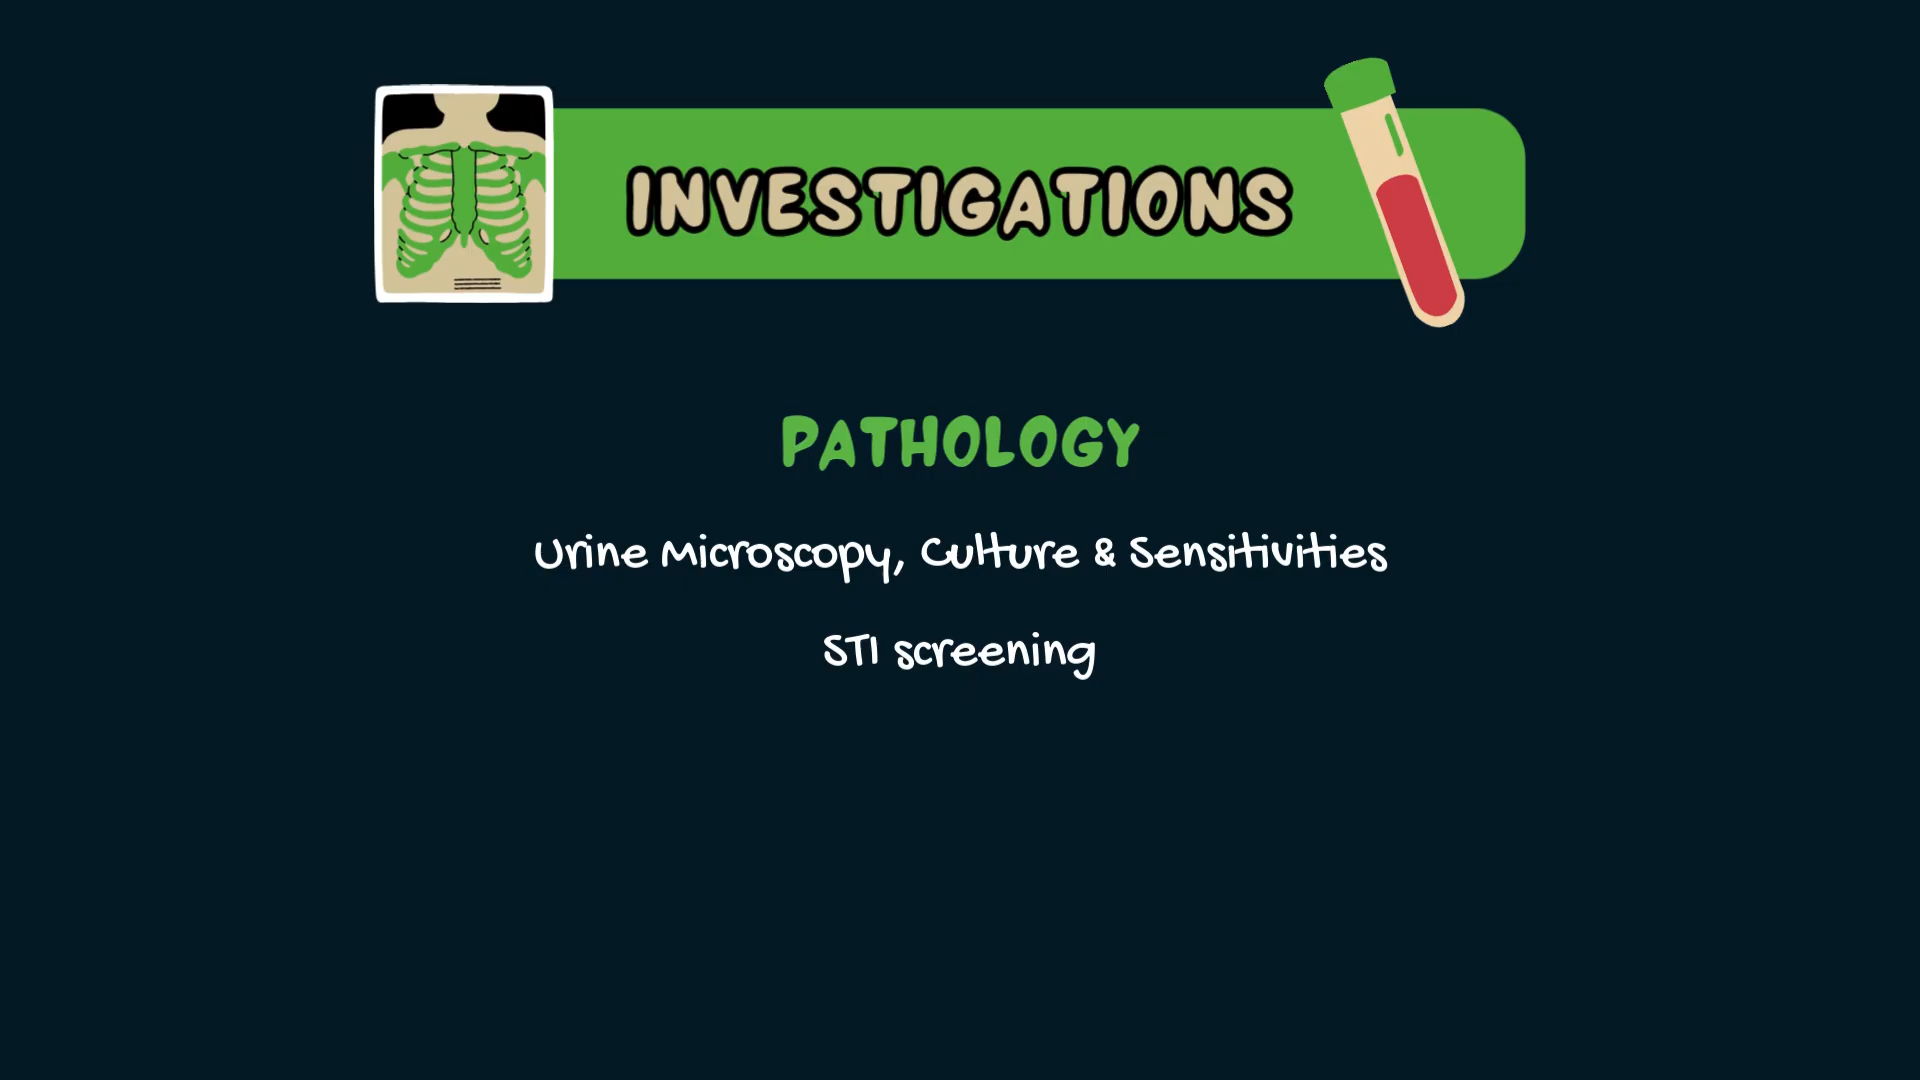 INVESTIGATIONS
PATHOLOGY
Urine Microscopy, Culture & Sensitivities
STI screening